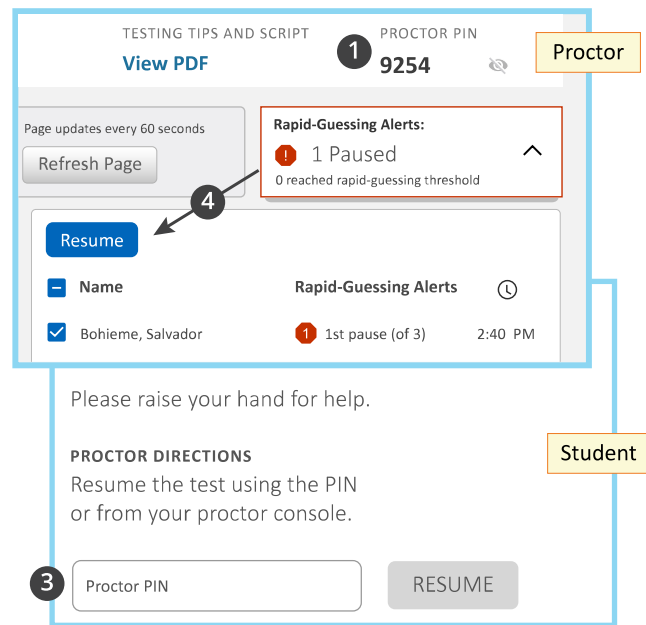 TESTING TIPS AND SCRIPT
View PDF
1
PROCTOR PIN
9254
Proctor
Page updates every 60 seconds
Refresh Page
Rapid-Guessing Alerts:
! 1 Paused
0 reached rapid-guessing threshold
4
Resume
Name Rapid-Guessing Alerts
Bohieme, Salvador 1 1st pause (of 3) 2:40 PM
Please raise your hand for help.
Student
PROCTOR DIRECTIONS
Resume the test using the PIN
or from your proctor console.
3 Proctor PIN RESUME